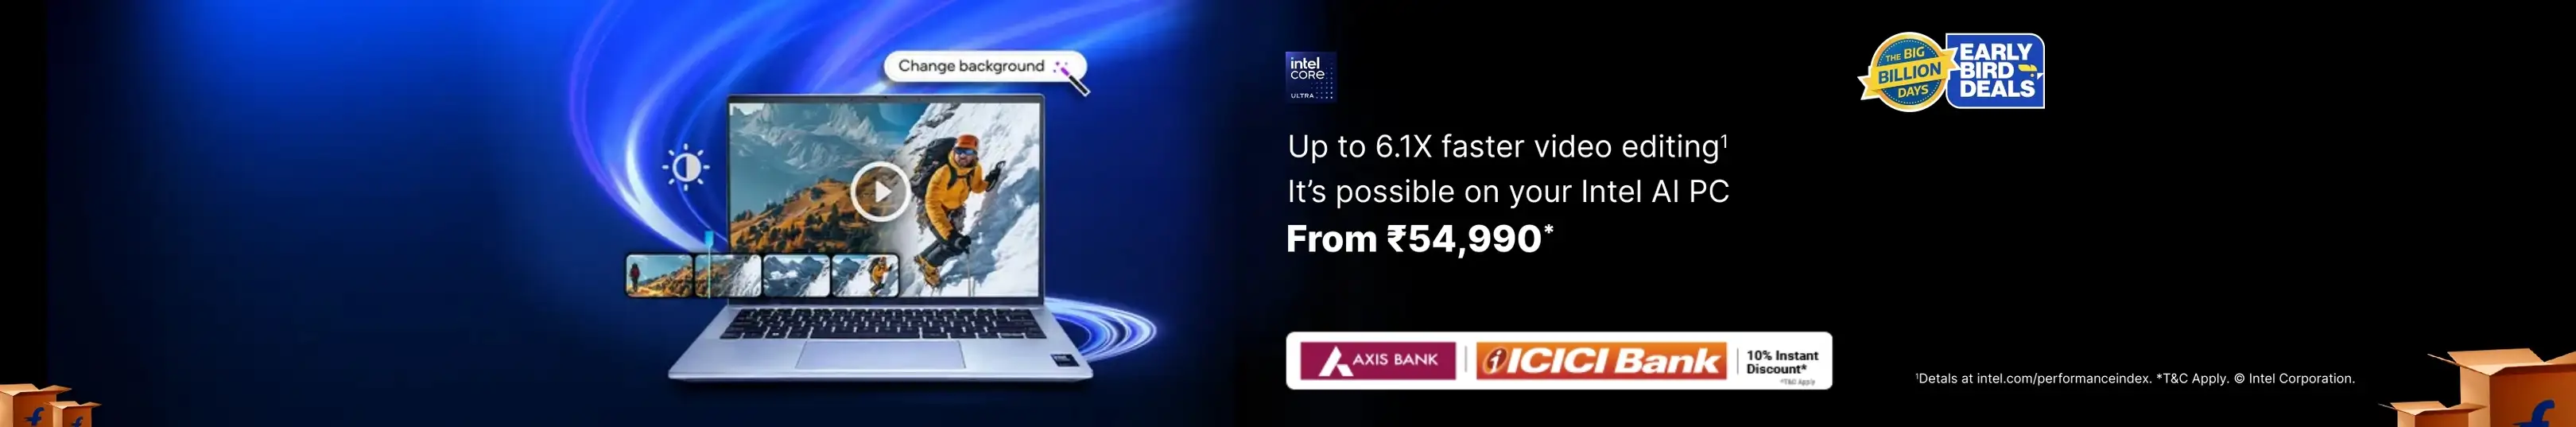 Change background
intel
CORE
ULTRA
Up to 6.1X faster video editing¹
It's possible on your Intel AI PC
From ₹54,990*
THE BIG
BILLION
DAYS
EARLY
BIRD
DEALS
AXIS BANK
ICICI Bank
10% Instant
Discount*
*T&C Apply
¹Detals at intel.com/performanceindex. *T&C Apply. © Intel Corporation.